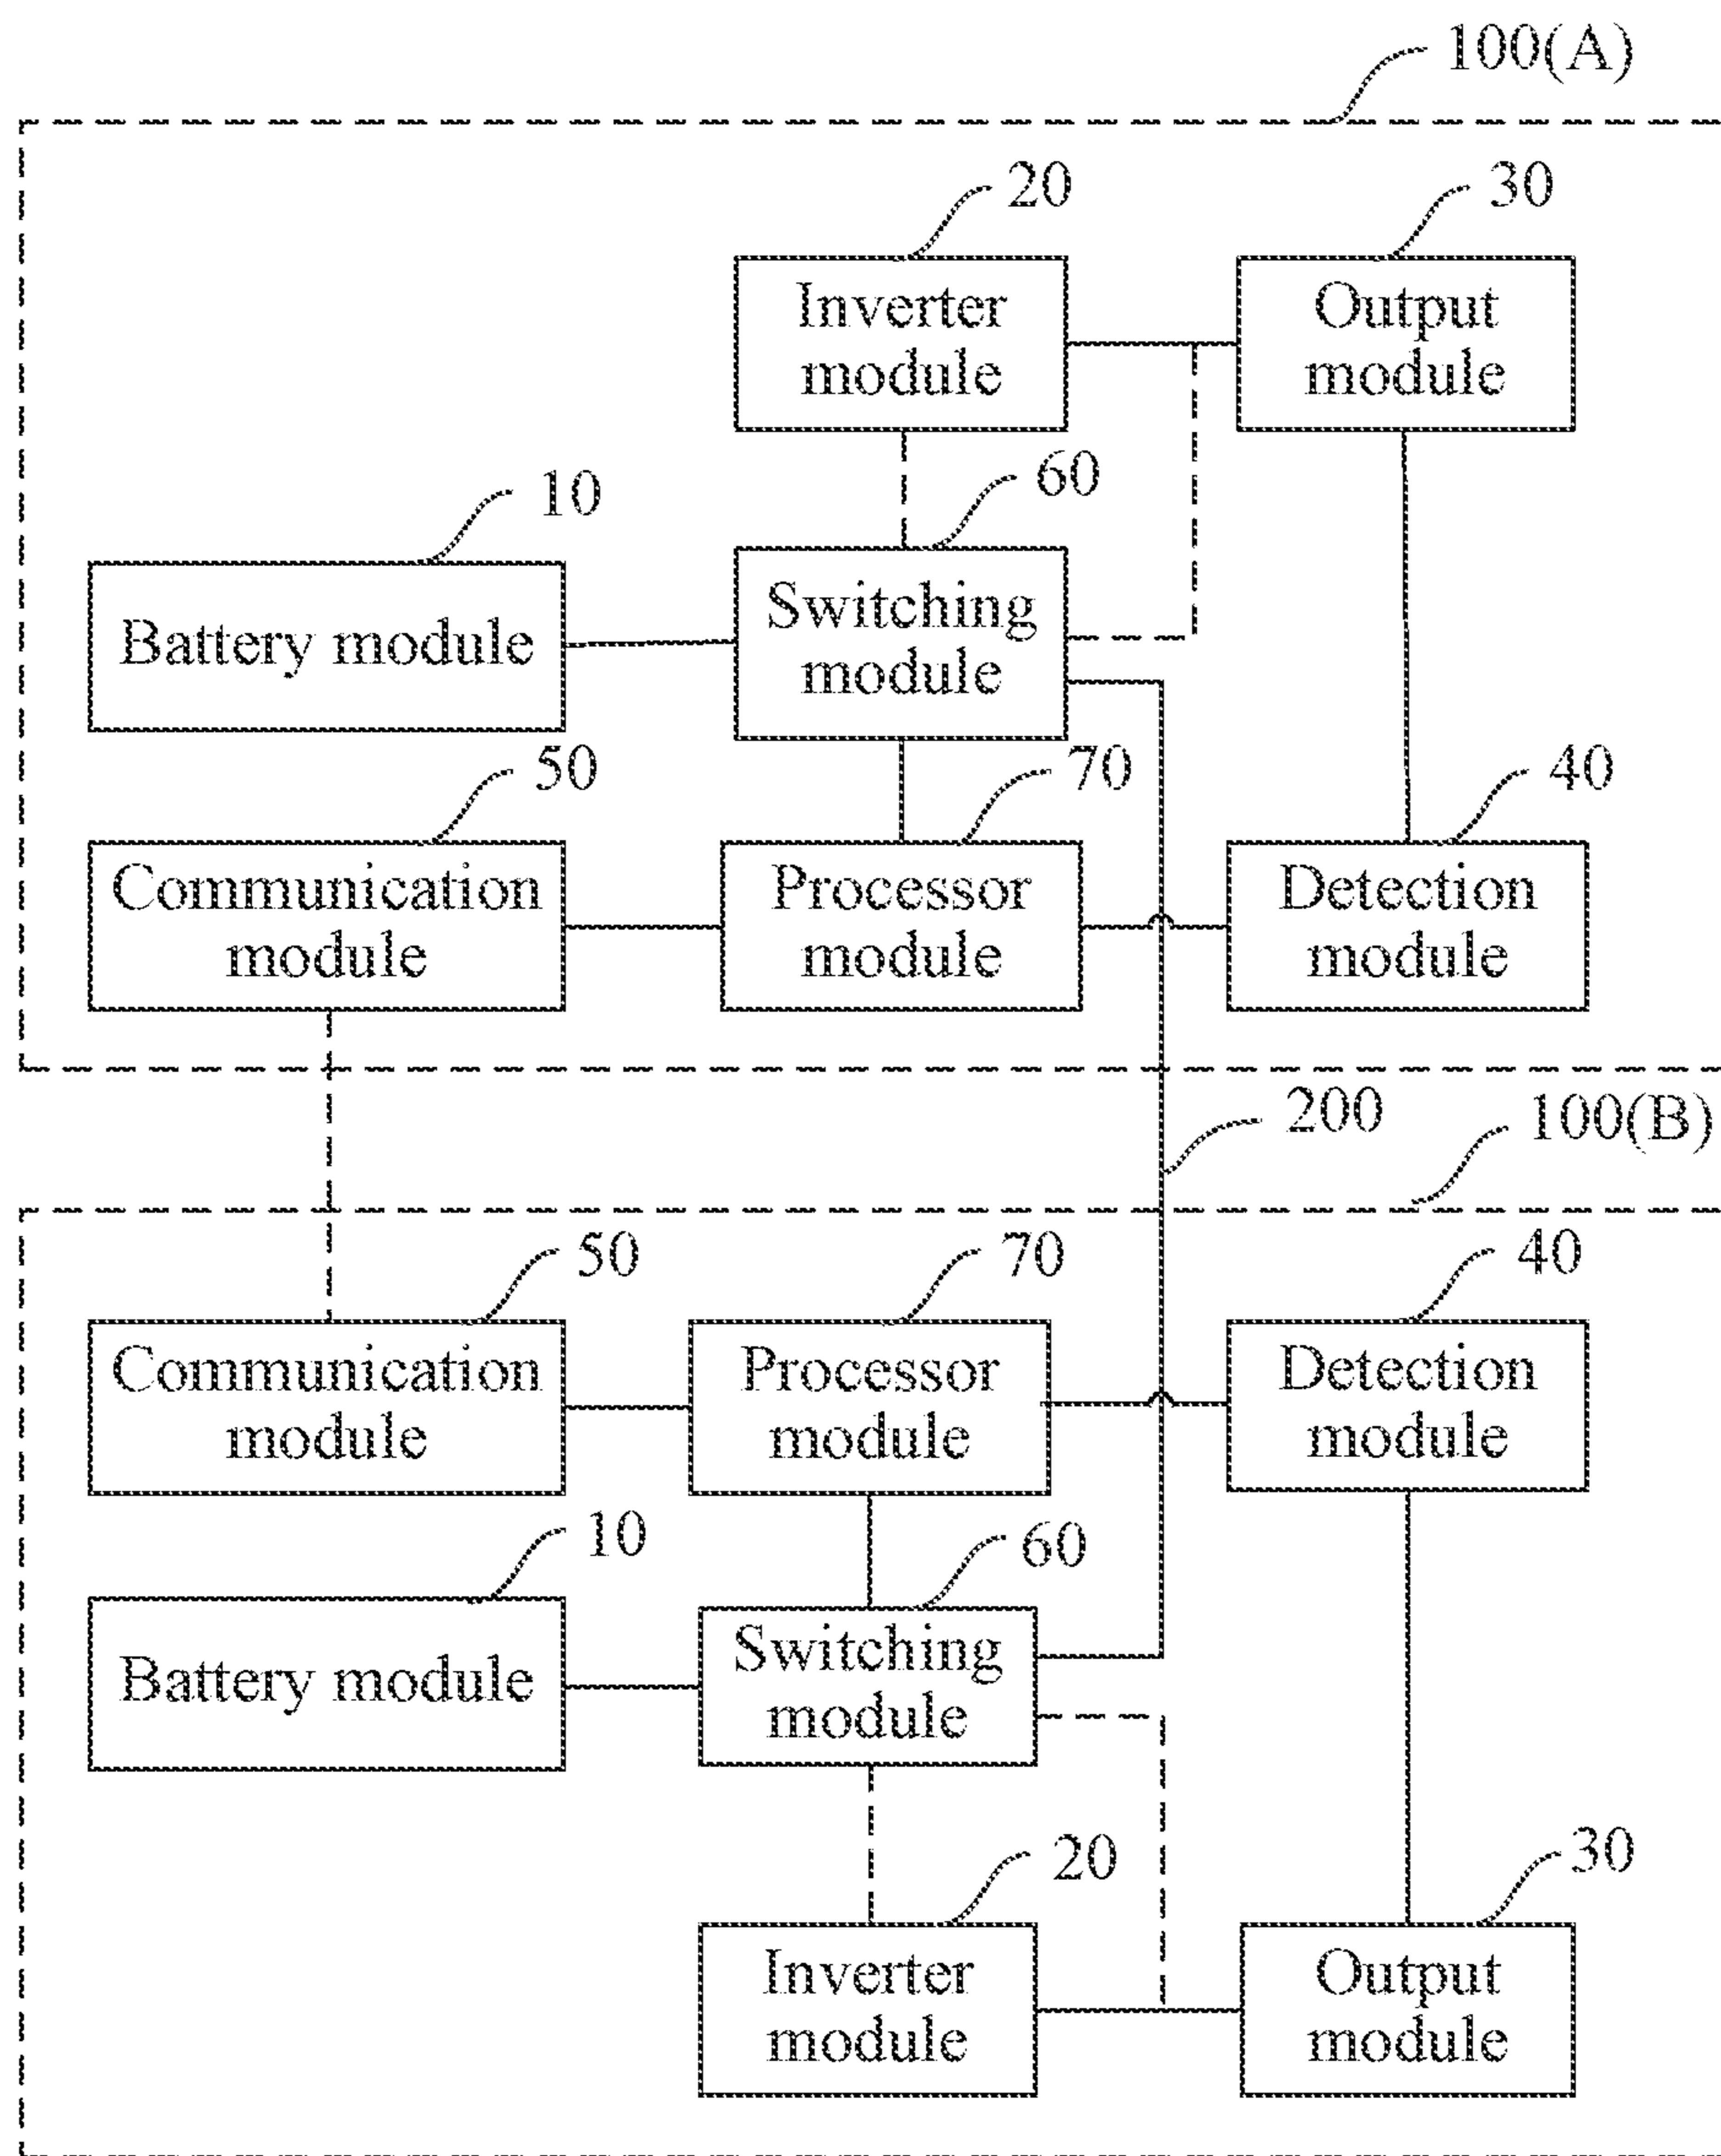 100(A)
20
30
Inverter
module
Output
module
10
60
Battery module
Switching
module
50
70
40
Communication
module
Processor
module
Detection
module
200
100(B)
50
70
40
Communication
module
Processor
module
Detection
module
10
60
Battery module
Switching
module
20
30
Inverter
module
Output
module